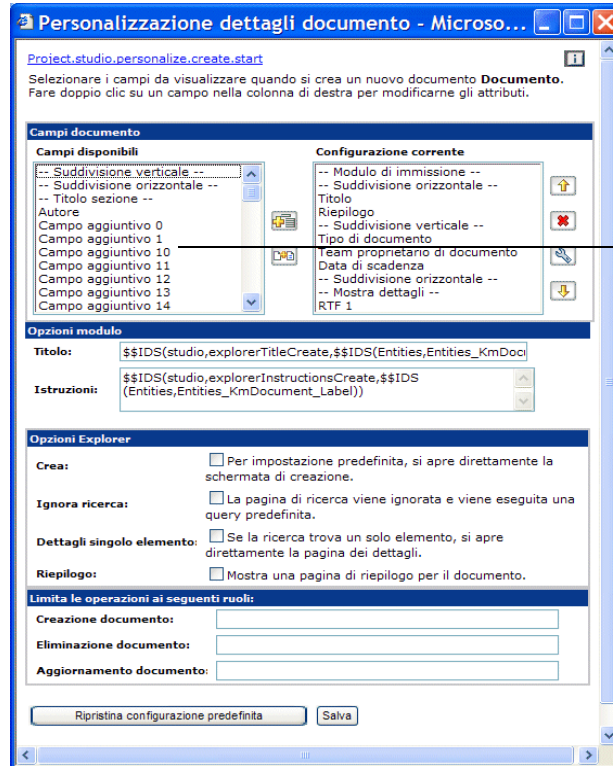 Personalizzazione dettagli documento - Microso...
Project.studio.personalize.create.start
i
Selezionare i campi da visualizzare quando si crea un nuovo documento Documento.
Fare doppio clic su un campo nella colonna di destra per modificarne gli attributi.
Campi documento
Campi disponibili
-- Suddivisione verticale --
-- Suddivisione orizzontale --
-- Titolo sezione --
Autore
Campo aggiuntivo 0
Campo aggiuntivo 1
Campo aggiuntivo 10
Campo aggiuntivo 11
Campo aggiuntivo 12
Campo aggiuntivo 13
Campo aggiuntivo 14
Configurazione corrente
-- Modulo di immissione --
-- Suddivisione orizzontale --
Titolo
Riepilogo
-- Suddivisione verticale --
Tipo di documento
Team proprietario di documento
Data di scadenza
-- Suddivisione orizzontale --
-- Mostra dettagli --
RTF 1
Opzioni modulo
Titolo: $$IDS(studio,explorerTitleCreate,$$IDS(Entities,Entities_KmDocu
Istruzioni: $$IDS(studio,explorerInstructionsCreate,$$IDS
(Entities,Entities_KmDocument_Label))
Opzioni Explorer
Crea: Per impostazione predefinita, si apre direttamente la
schermata di creazione.
Ignora ricerca: La pagina di ricerca viene ignorata e viene eseguita una
query predefinita.
Dettagli singolo elemento: Se la ricerca trova un solo elemento, si apre
direttamente la pagina dei dettagli.
Riepilogo: Mostra una pagina di riepilogo per il documento.
Limita le operazioni ai seguenti ruoli:
Creazione documento:
Eliminazione documento:
Aggiornamento documento:
Ripristina configurazione predefinita
Salva